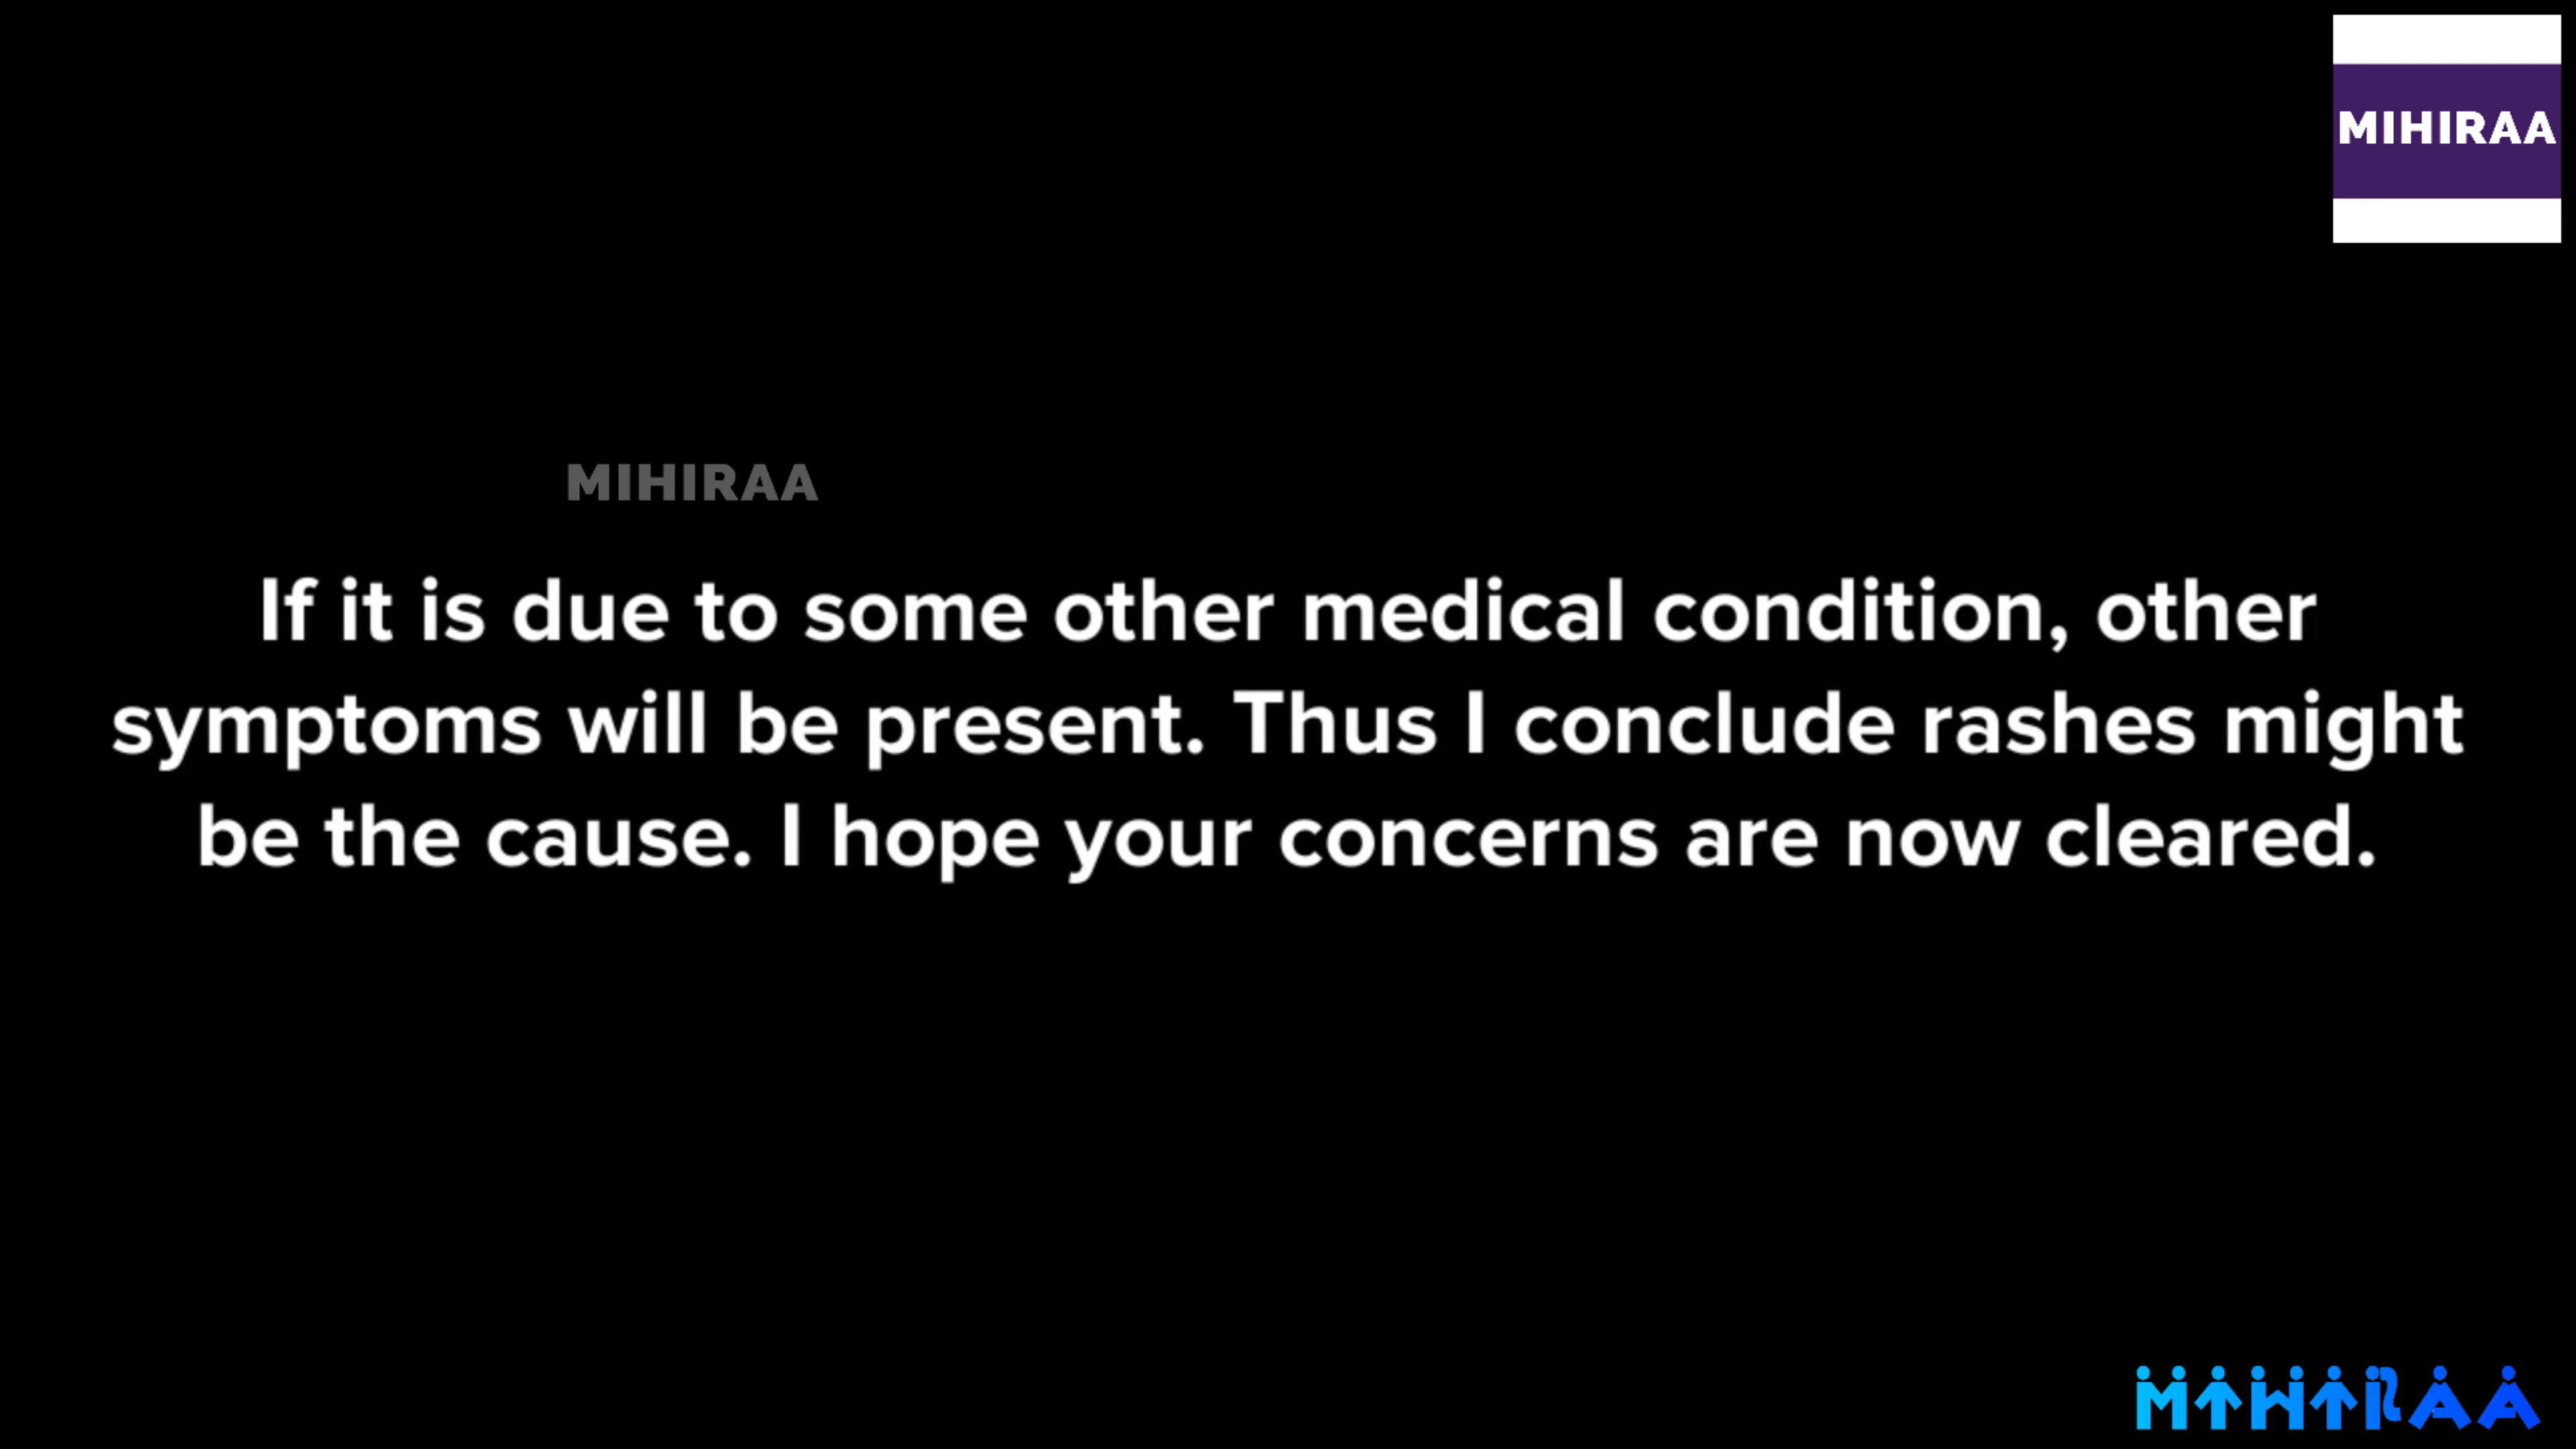 MIHIRAA
MIHIRAA
If it is due to some other medical condition, other
symptoms will be present. Thus I conclude rashes might
be the cause. I hope your concerns are now cleared.
MIHIRAA